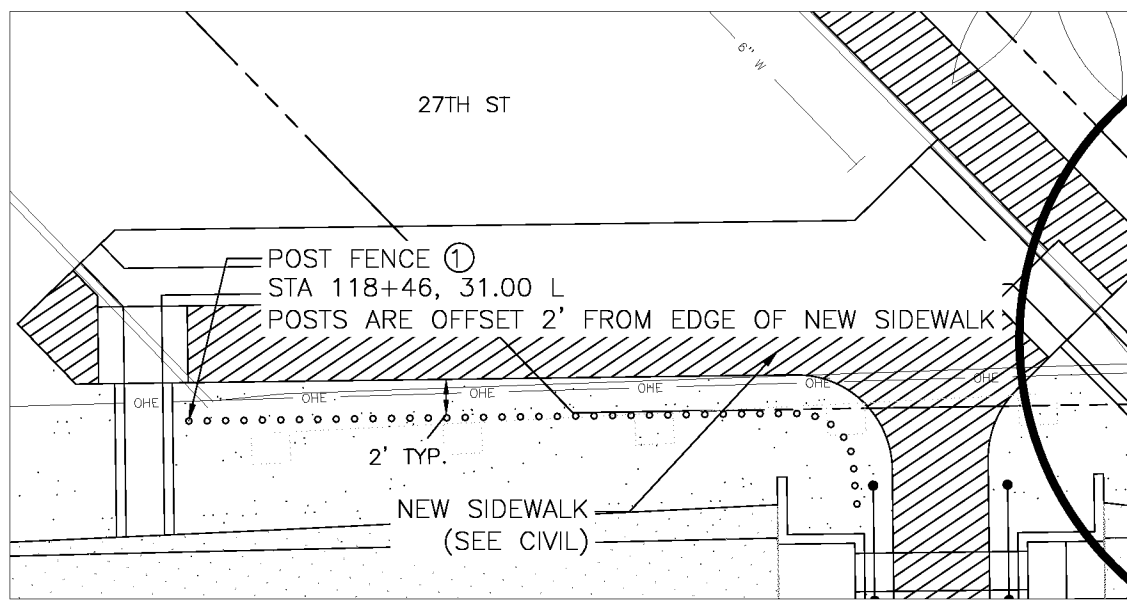 6" W
27TH ST
POST FENCE ①
STA 118+46, 31.00 L
POSTS ARE OFFSET 2' FROM EDGE OF NEW SIDEWALK
OHE
OHE
OHE
OHE
OHE
OHE
2' TYP.
NEW SIDEWALK
(SEE CIVIL)